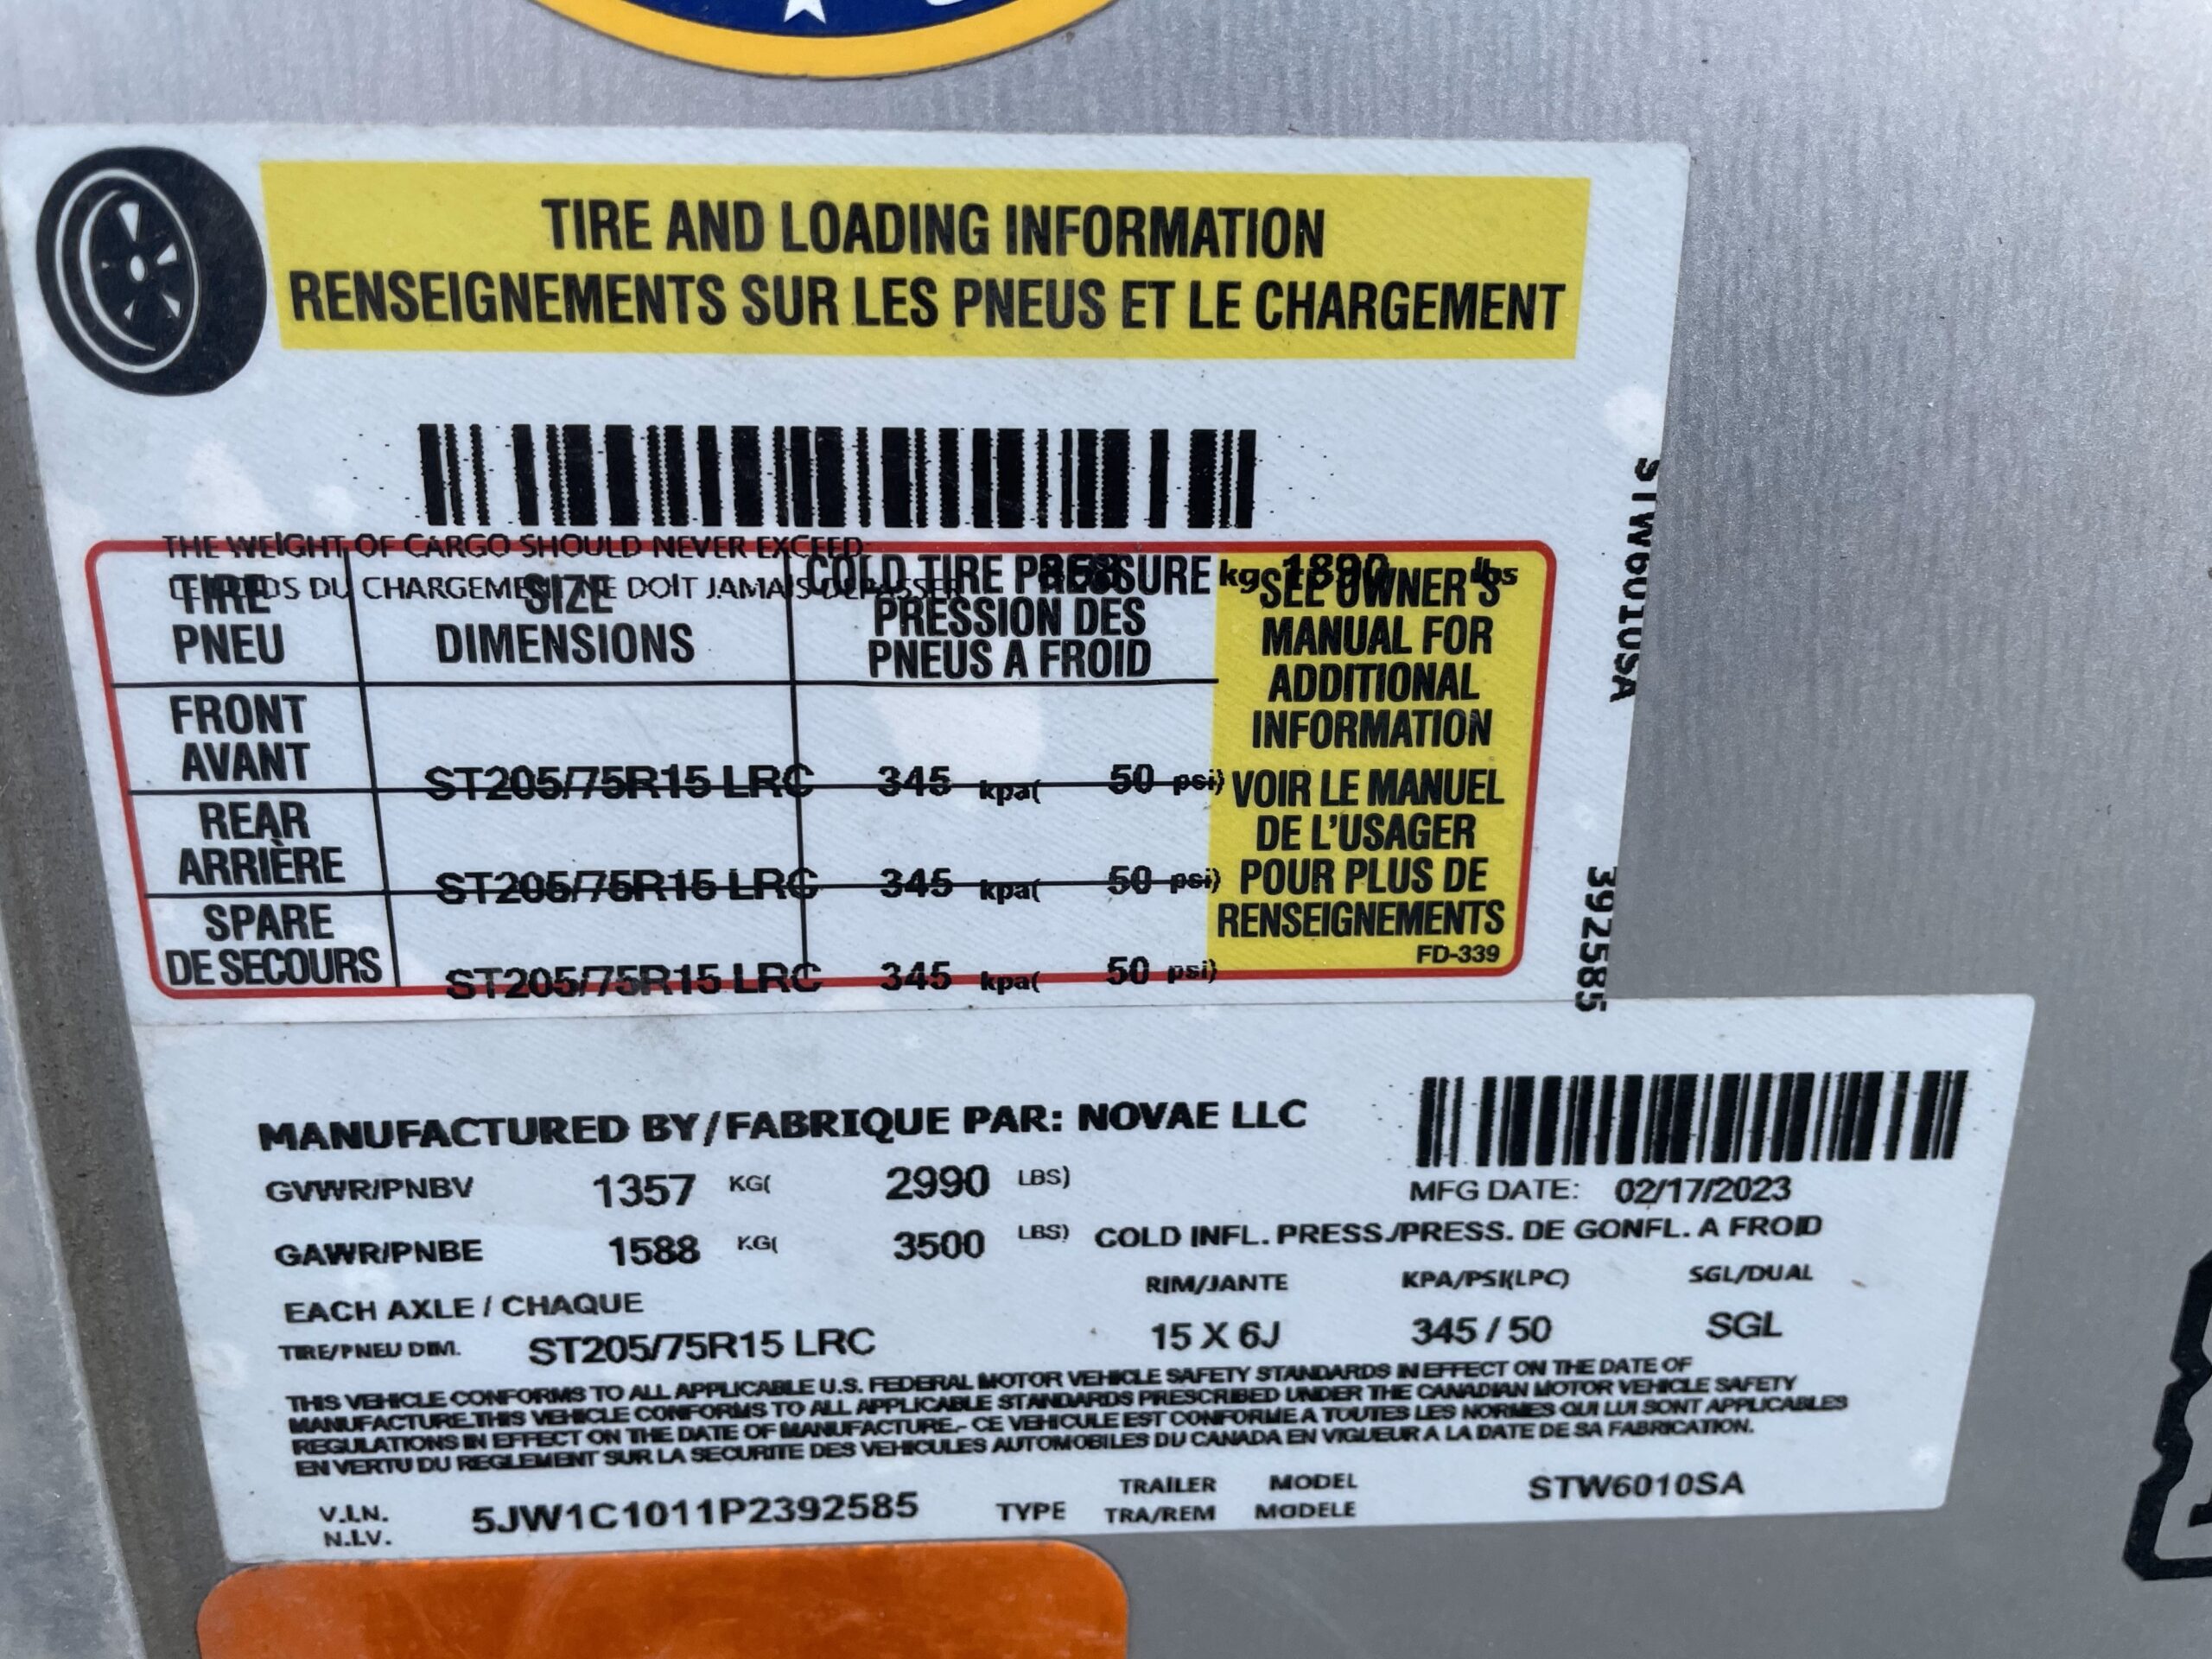 TIRE AND LOADING INFORMATION
RENSEIGNEMENTS SUR LES PNEUS ET LE CHARGEMENT
STW6010SA
392585
THE WEIGHT OF CARGO SHOULD NEVER EXCEED:
DU CHARGEMENT NE DOIT JAMAIS DEPASSER
kg lbs
TIRE
PNEU
SIZE
DIMENSIONS
COLD TIRE PRESSURE
PRESSION DES
PNEUS A FROID
SEE OWNER'S
MANUAL FOR
ADDITIONAL
INFORMATION
VOIR LE MANUEL
DE L'USAGER
POUR PLUS DE
RENSEIGNEMENTS
FD-339
FRONT
AVANT
ST205/75R15 LRC 345 kpa( 50 psi)
REAR
ARRIÈRE
ST205/75R15 LRC 345 kpa( 50 psi)
SPARE
DE SECOURS
ST205/75R15 LRC 345 kpa( 50 psi)
MANUFACTURED BY/FABRIQUE PAR: NOVAE LLC
GVWR/PNBV 1357 KG( 2990 LBS)
MFG DATE: 02/17/2023
GAWR/PNBE 1588 KG( 3500 LBS)
COLD INFL. PRESS./PRESS. DE GONFL. A FROID
EACH AXLE / CHAQUE
RIM/JANTE KPA/PSI(LPC) SGL/DUAL
TIRE/PNEU DIM. ST205/75R15 LRC 15 X 6J 345 / 50 SGL
THIS VEHICLE CONFORMS TO ALL APPLICABLE U.S. FEDERAL MOTOR VEHICLE SAFETY STANDARDS IN EFFECT ON THE DATE OF
MANUFACTURE.THIS VEHICLE CONFORMS TO ALL APPLICABLE STANDARDS PRESCRIBED UNDER THE CANADIAN MOTOR VEHICLE SAFETY
REGULATIONS IN EFFECT ON THE DATE OF MANUFACTURE.- CE VEHICULE EST CONFORME A TOUTES LES NORMES QUI LUI SONT APPLICABLES
EN VERTU DU REGLEMENT SUR LA SECURITE DES VEHICULES AUTOMOBILES DU CANADA EN VIGUEUR A LA DATE DE SA FABRICATION.
V.I.N.
N.I.V.
5JW1C1011P2392585
TYPE
TRAILER
TRA/REM
MODEL
MODELE
STW6010SA